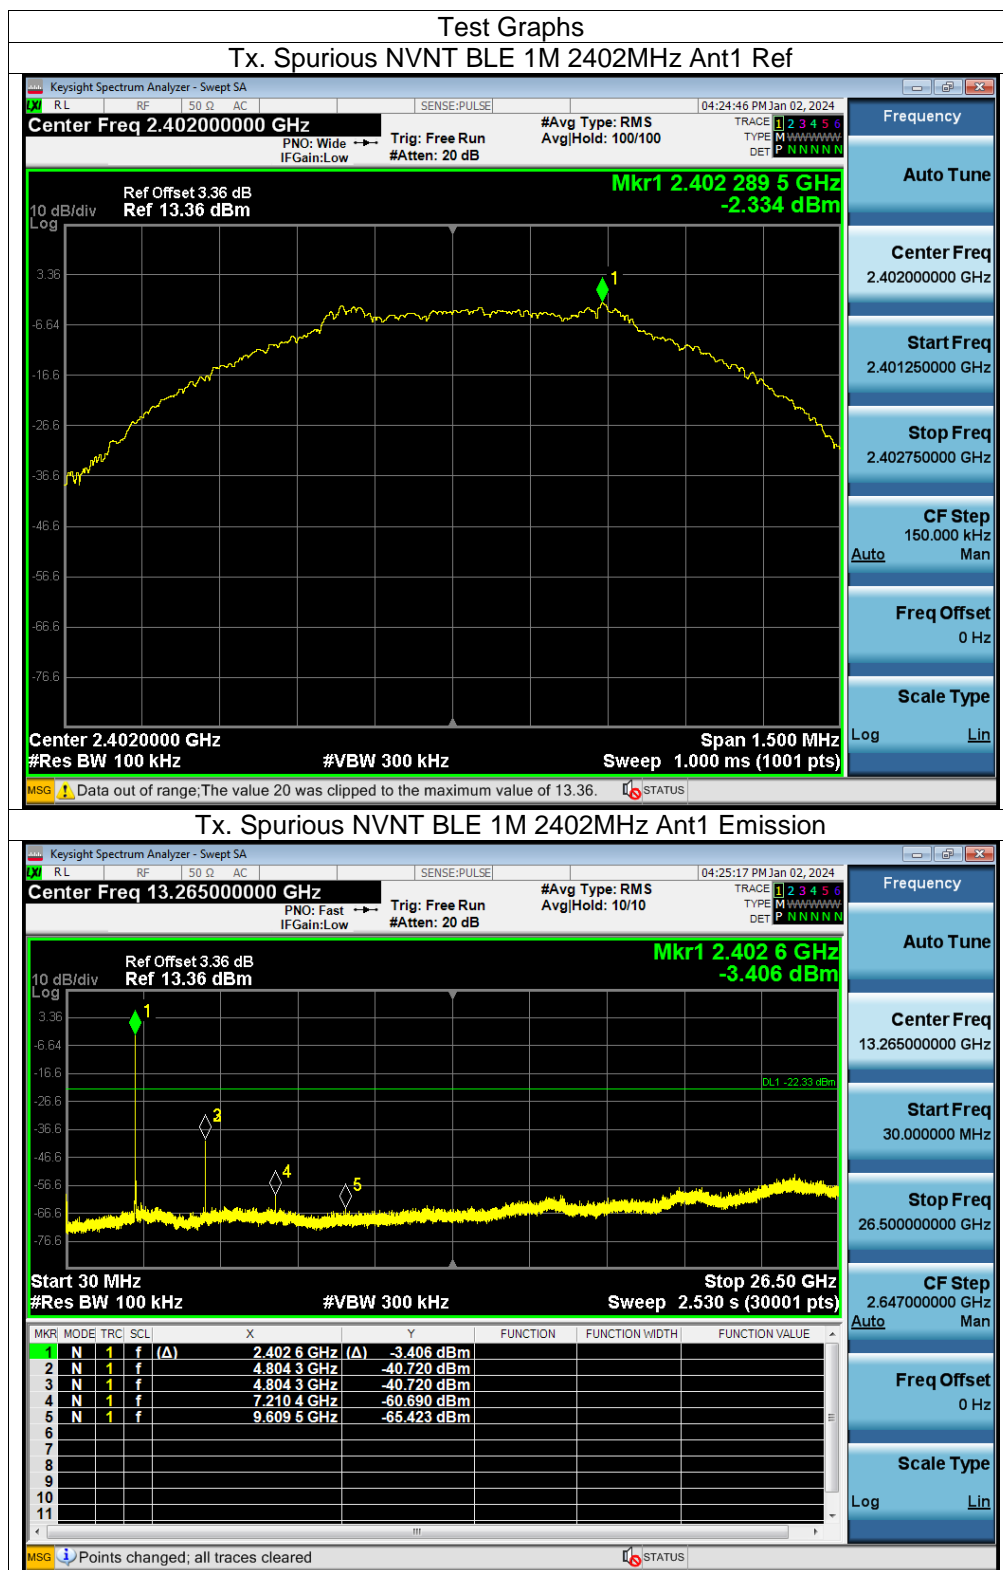 Test Graphs
Tx. Spurious NVNT BLE 1M 2402MHz Ant1 Ref
Keysight Spectrum Analyzer - Swept SA
LXI RL RF 50 Ω AC SENSE:PULSE 04:24:46 PM Jan 02, 2024
Center Freq 2.402000000 GHz
PNO: Wide
IFGain:Low
Trig: Free Run
#Atten: 20 dB
#Avg Type: RMS
Avg|Hold: 100/100
TRACE 1 2 3 4 5 6
TYPE M W W W W W
DET P N N N N N
Frequency
Mkr1 2.402 289 5 GHz
-2.334 dBm
Ref Offset 3.36 dB
10 dB/div Ref 13.36 dBm
Log
1
3.36
-6.64
-16.6
-26.6
-36.6
-46.6
-56.6
-66.6
-76.6
Center 2.4020000 GHz Span 1.500 MHz
#Res BW 100 kHz #VBW 300 kHz Sweep 1.000 ms (1001 pts)
MSG Data out of range;The value 20 was clipped to the maximum value of 13.36. STATUS
Auto Tune
Center Freq
2.402000000 GHz
Start Freq
2.401250000 GHz
Stop Freq
2.402750000 GHz
CF Step
150.000 kHz
Auto Man
Freq Offset
0 Hz
Scale Type
Log Lin
Tx. Spurious NVNT BLE 1M 2402MHz Ant1 Emission
Keysight Spectrum Analyzer - Swept SA
LXI RL RF 50 Ω AC SENSE:PULSE 04:25:17 PM Jan 02, 2024
Center Freq 13.265000000 GHz
PNO: Fast
IFGain:Low
Trig: Free Run
#Atten: 20 dB
#Avg Type: RMS
Avg|Hold: 10/10
TRACE 1 2 3 4 5 6
TYPE M W W W W W
DET P N N N N N
Frequency
Mkr1 2.402 6 GHz
-3.406 dBm
Ref Offset 3.36 dB
10 dB/div Ref 13.36 dBm
Log
1
3.36
-6.64
-16.6
DL1 -22.33 dBm
-26.6
3
-36.6
-46.6
4
-56.6
5
-66.6
-76.6
Start 30 MHz Stop 26.50 GHz
#Res BW 100 kHz #VBW 300 kHz Sweep 2.530 s (30001 pts)
MKR MODE TRC SCL X Y FUNCTION FUNCTION WIDTH FUNCTION VALUE
1 N 1 f (Δ) 2.402 6 GHz (Δ) -3.406 dBm
2 N 1 f 4.804 3 GHz -40.720 dBm
3 N 1 f 4.804 3 GHz -40.720 dBm
4 N 1 f 7.210 4 GHz -60.690 dBm
5 N 1 f 9.609 5 GHz -65.423 dBm
6
7
8
9
10
11
MSG Points changed; all traces cleared STATUS
Auto Tune
Center Freq
13.265000000 GHz
Start Freq
30.000000 MHz
Stop Freq
26.500000000 GHz
CF Step
2.647000000 GHz
Auto Man
Freq Offset
0 Hz
Scale Type
Log Lin